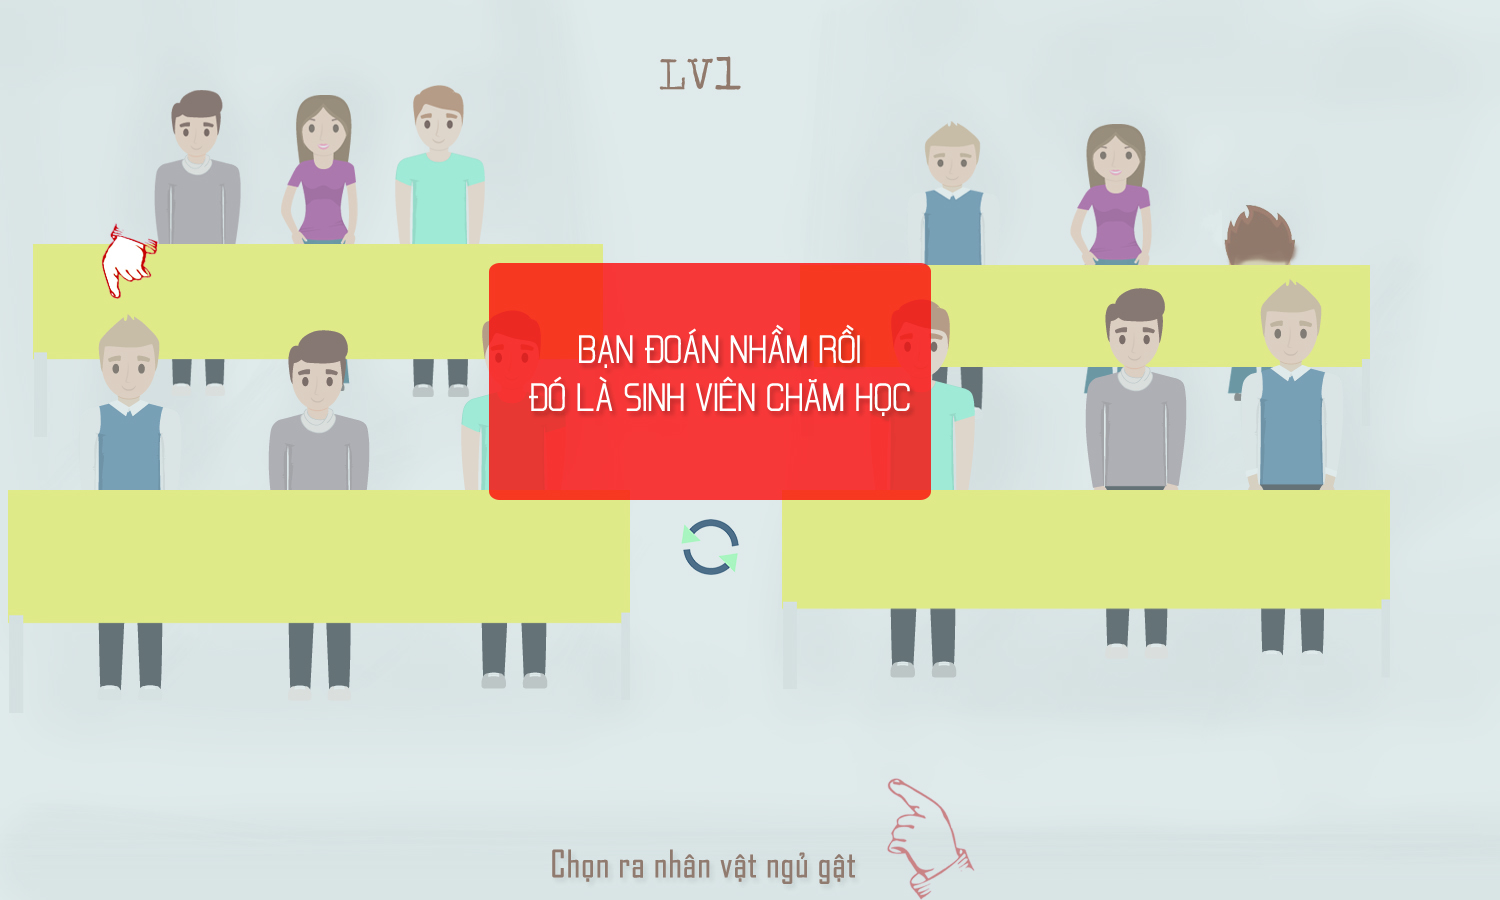 LV1
BẠN ĐOÁN NHẦM RỒI
ĐÓ LÀ SINH VIÊN CHĂM HỌC
Chọn ra nhân vật ngủ gật